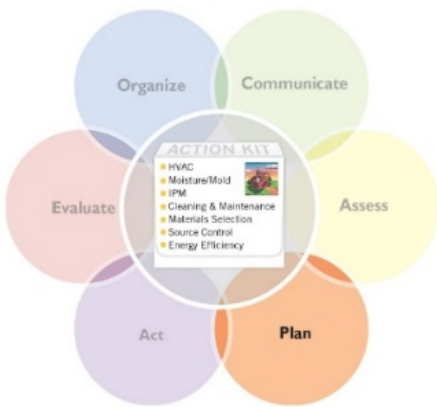 Organize
Communicate
ACTION KIT
HVAC
Moisture/Mold
IPM
Cleaning & Maintenance
Materials Selection
Source Control
Energy Efficiency
Evaluate
Assess
Act
Plan